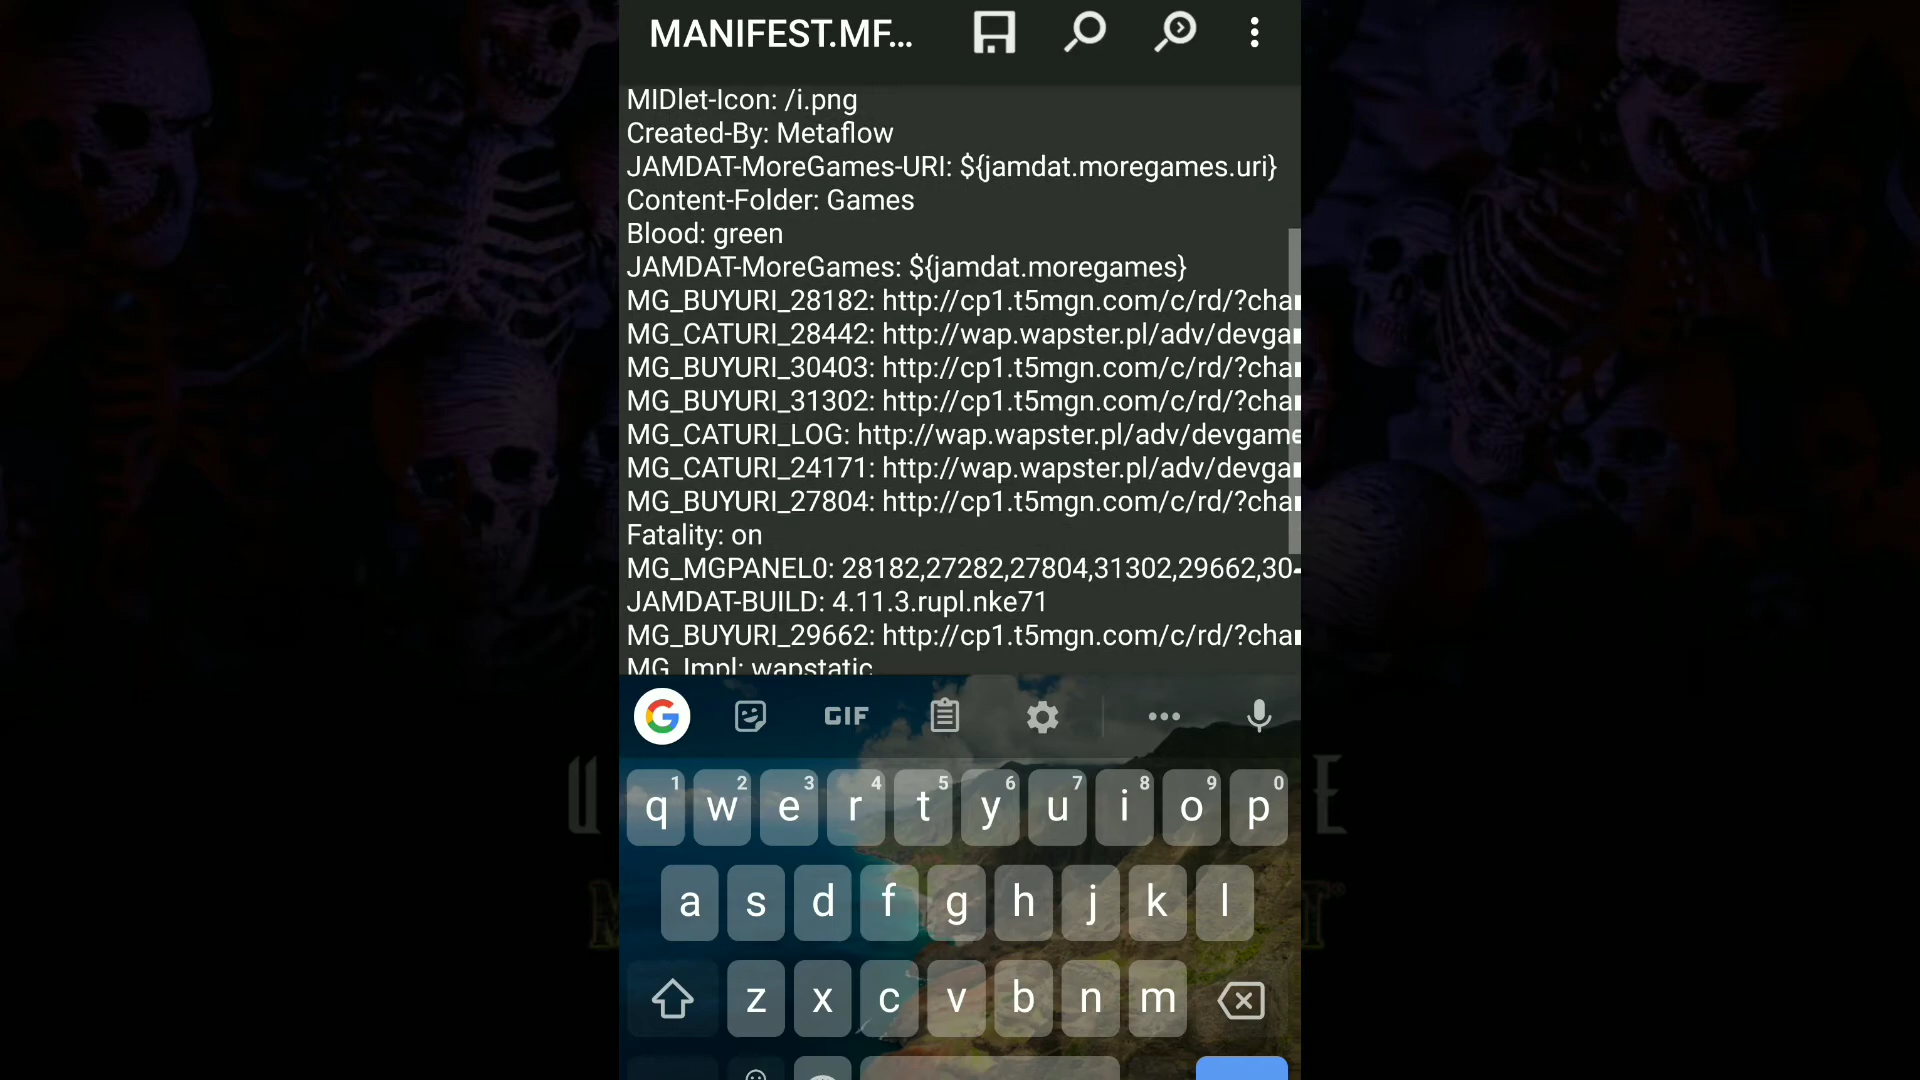 MANIFEST.MF...
MIDlet-Icon: /i.png
Created-By: Metaflow
JAMDAT-MoreGames-URI: ${jamdat.moregames.uri}
Content-Folder: Games
Blood: green
JAMDAT-MoreGames: ${jamdat.moregames}
MG_BUYURI_28182: http://cp1.t5mgn.com/c/rd/?cha
MG_CATURI_28442: http://wap.wapster.pl/adv/devga
MG_BUYURI_30403: http://cp1.t5mgn.com/c/rd/?cha
MG_BUYURI_31302: http://cp1.t5mgn.com/c/rd/?cha
MG_CATURI_LOG: http://wap.wapster.pl/adv/devgame
MG_CATURI_24171: http://wap.wapster.pl/adv/devga
MG_BUYURI_27804: http://cp1.t5mgn.com/c/rd/?cha
Fatality: on
MG_MGPANEL0: 28182,27282,27804,31302,29662,30
JAMDAT-BUILD: 4.11.3.rupl.nke71
MG_BUYURI_29662: http://cp1.t5mgn.com/c/rd/?cha
MG_Impl: wapstatic
G GIF
1 2 3 4 5 6 7 8 9 0
q w e r t y u i o p
a s d f g h j k l
z x c v b n m